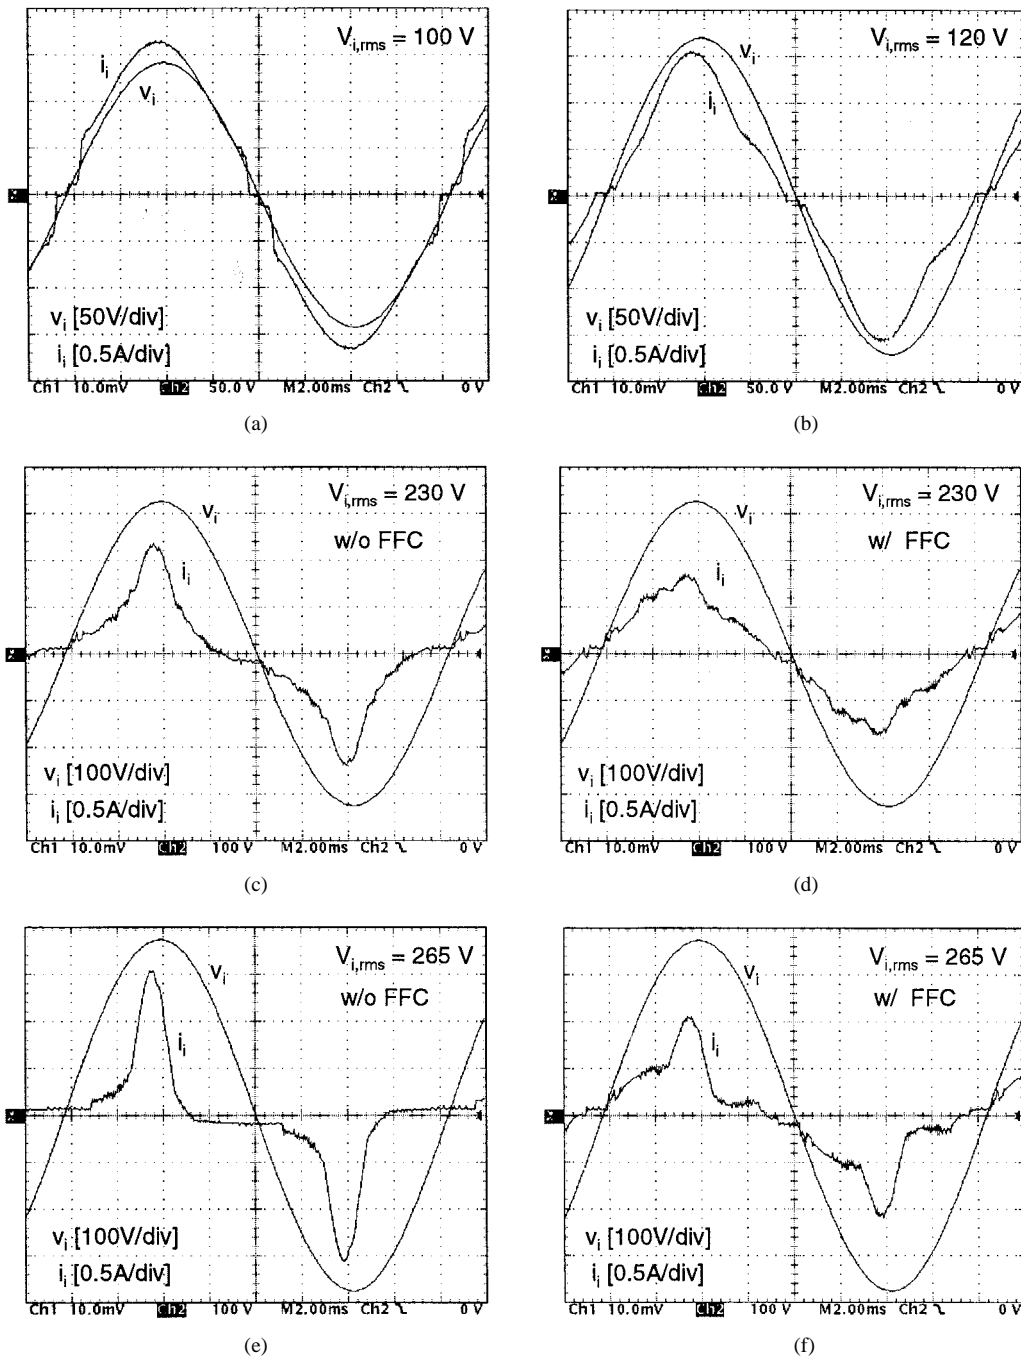 V_i,rms = 100 V
i_i
v_i
v_i [50V/div]
i_i [0.5A/div]
Ch1 10.0mV Ch2 50.0 V M2.00ms Ch2 0 V
(a)
V_i,rms = 120 V
v_i
i_i
v_i [50V/div]
i_i [0.5A/div]
Ch1 10.0mV Ch2 50.0 V M2.00ms Ch2 0 V
(b)
V_i,rms = 230 V
w/o FFC
v_i
i_i
v_i [100V/div]
i_i [0.5A/div]
Ch1 10.0mV Ch2 100 V M2.00ms Ch2 0 V
(c)
V_i,rms = 230 V
w/ FFC
v_i
i_i
v_i [100V/div]
i_i [0.5A/div]
Ch1 10.0mV Ch2 100 V M2.00ms Ch2 0 V
(d)
V_i,rms = 265 V
w/o FFC
v_i
i_i
v_i [100V/div]
i_i [0.5A/div]
Ch1 10.0mV Ch2 100 V M2.00ms Ch2 0 V
(e)
V_i,rms = 265 V
w/ FFC
v_i
i_i
v_i [100V/div]
i_i [0.5A/div]
Ch1 10.0mV Ch2 100 V M2.00ms Ch2 0 V
(f)